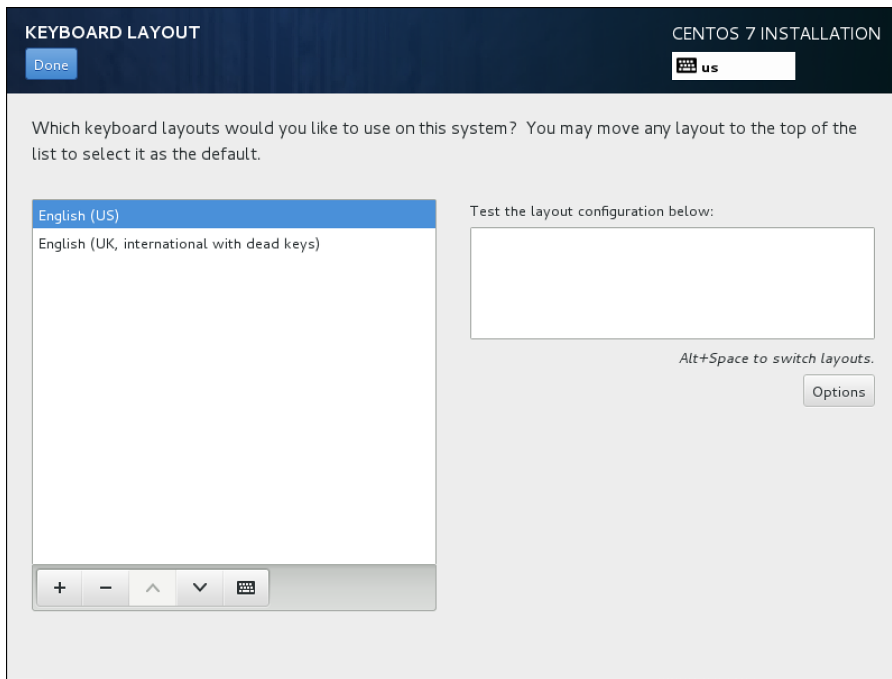 KEYBOARD LAYOUT
CENTOS 7 INSTALLATION
Done
us
Which keyboard layouts would you like to use on this system? You may move any layout to the top of the
list to select it as the default.
English (US)
English (UK, international with dead keys)
Test the layout configuration below:
Alt+Space to switch layouts.
Options